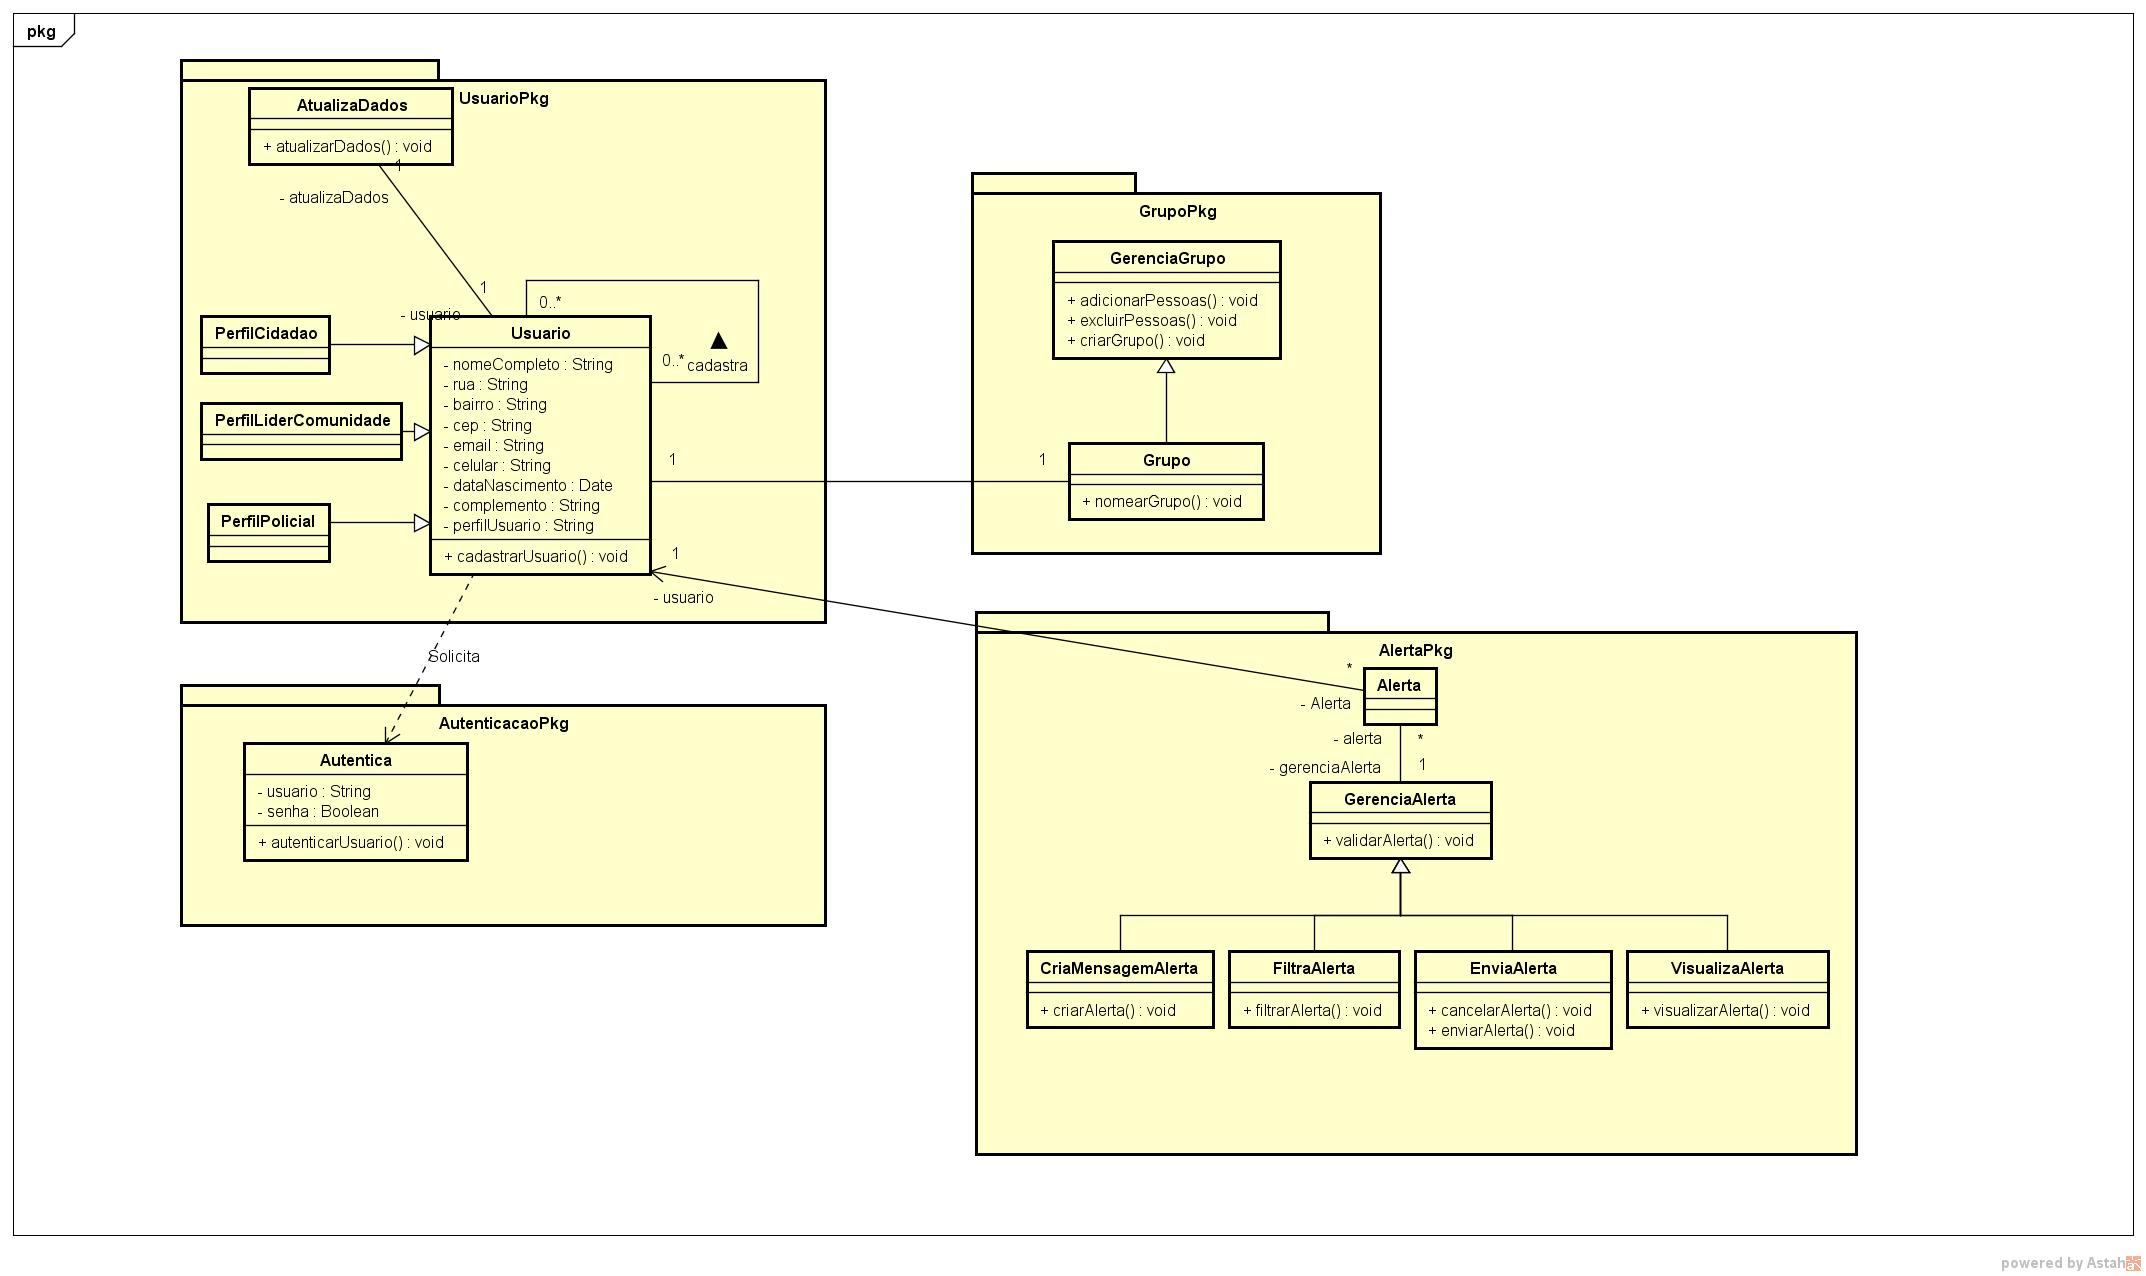 pkg
UsuarioPkg
AtualizaDados
+ atualizarDados() : void
1
- atualizaDados
1
- usuario
0..*
0..*
cadastra
PerfilCidadao
PerfilLiderComunidade
PerfilPolicial
Usuario
- nomeCompleto : String
- rua : String
- bairro : String
- cep : String
- email : String
- celular : String
- dataNascimento : Date
- complemento : String
- perfilUsuario : String
+ cadastrarUsuario() : void
1
1
GrupoPkg
GerenciaGrupo
+ adicionarPessoas() : void
+ excluirPessoas() : void
+ criarGrupo() : void
Grupo
+ nomearGrupo() : void
1
- usuario
Solicita
AutenticacaoPkg
Autentica
- usuario : String
- senha : Boolean
+ autenticarUsuario() : void
AlertaPkg
*
- Alerta
Alerta
- alerta
*
- gerenciaAlerta
1
GerenciaAlerta
+ validarAlerta() : void
CriaMensagemAlerta
+ criarAlerta() : void
FiltraAlerta
+ filtrarAlerta() : void
EnviaAlerta
+ cancelarAlerta() : void
+ enviarAlerta() : void
VisualizaAlerta
+ visualizarAlerta() : void
powered by Astah